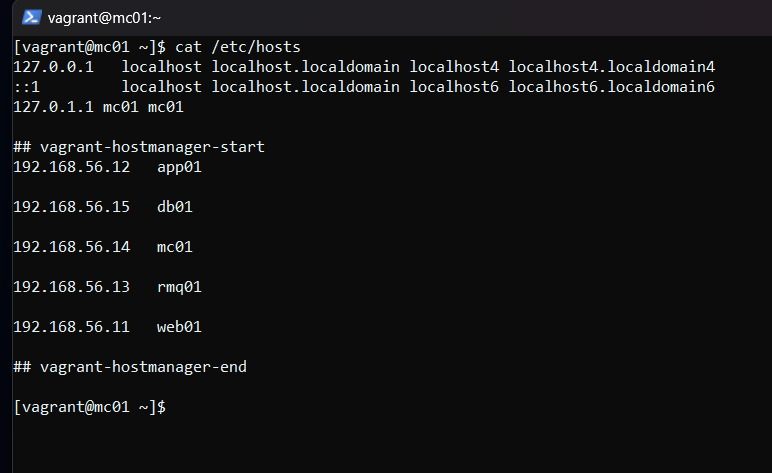 vagrant@mc01:~
[vagrant@mc01 ~]$ cat /etc/hosts
127.0.0.1   localhost localhost.localdomain localhost4 localhost4.localdomain4
::1         localhost localhost.localdomain localhost6 localhost6.localdomain6
127.0.1.1 mc01 mc01
## vagrant-hostmanager-start
192.168.56.12   app01
192.168.56.15   db01
192.168.56.14   mc01
192.168.56.13   rmq01
192.168.56.11   web01
## vagrant-hostmanager-end
[vagrant@mc01 ~]$